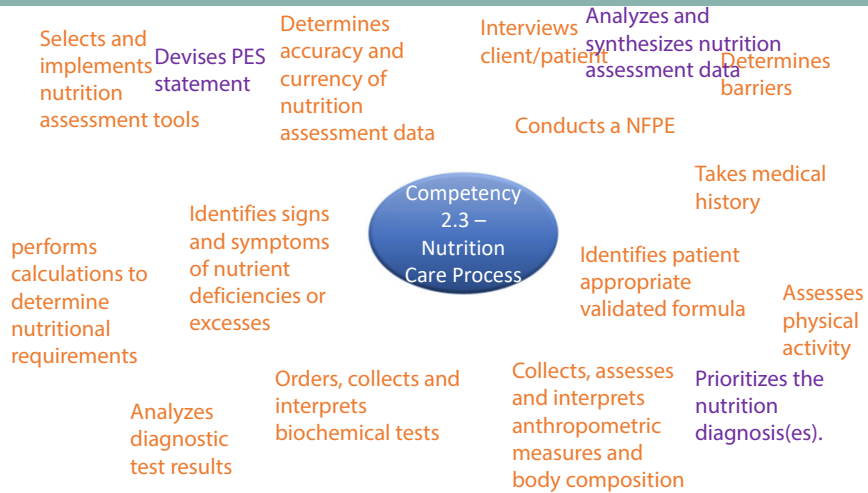 Selects and
implements
nutrition
assessment tools
Devises PES
statement
Determines
accuracy and
currency of
nutrition
assessment data
Interviews
client/patient
Analyzes and
synthesizes nutrition
assessment data
Determines
barriers
Conducts a NFPE
Takes medical
history
Competency
2.3 –
Nutrition
Care Process
Identifies signs
and symptoms
of nutrient
deficiencies or
excesses
performs
calculations to
determine
nutritional
requirements
Identifies patient
appropriate
validated formula
Assesses
physical
activity
Analyzes
diagnostic
test results
Orders, collects and
interprets
biochemical tests
Collects, assesses
and interprets
anthropometric
measures and
body composition
Prioritizes the
nutrition
diagnosis(es).